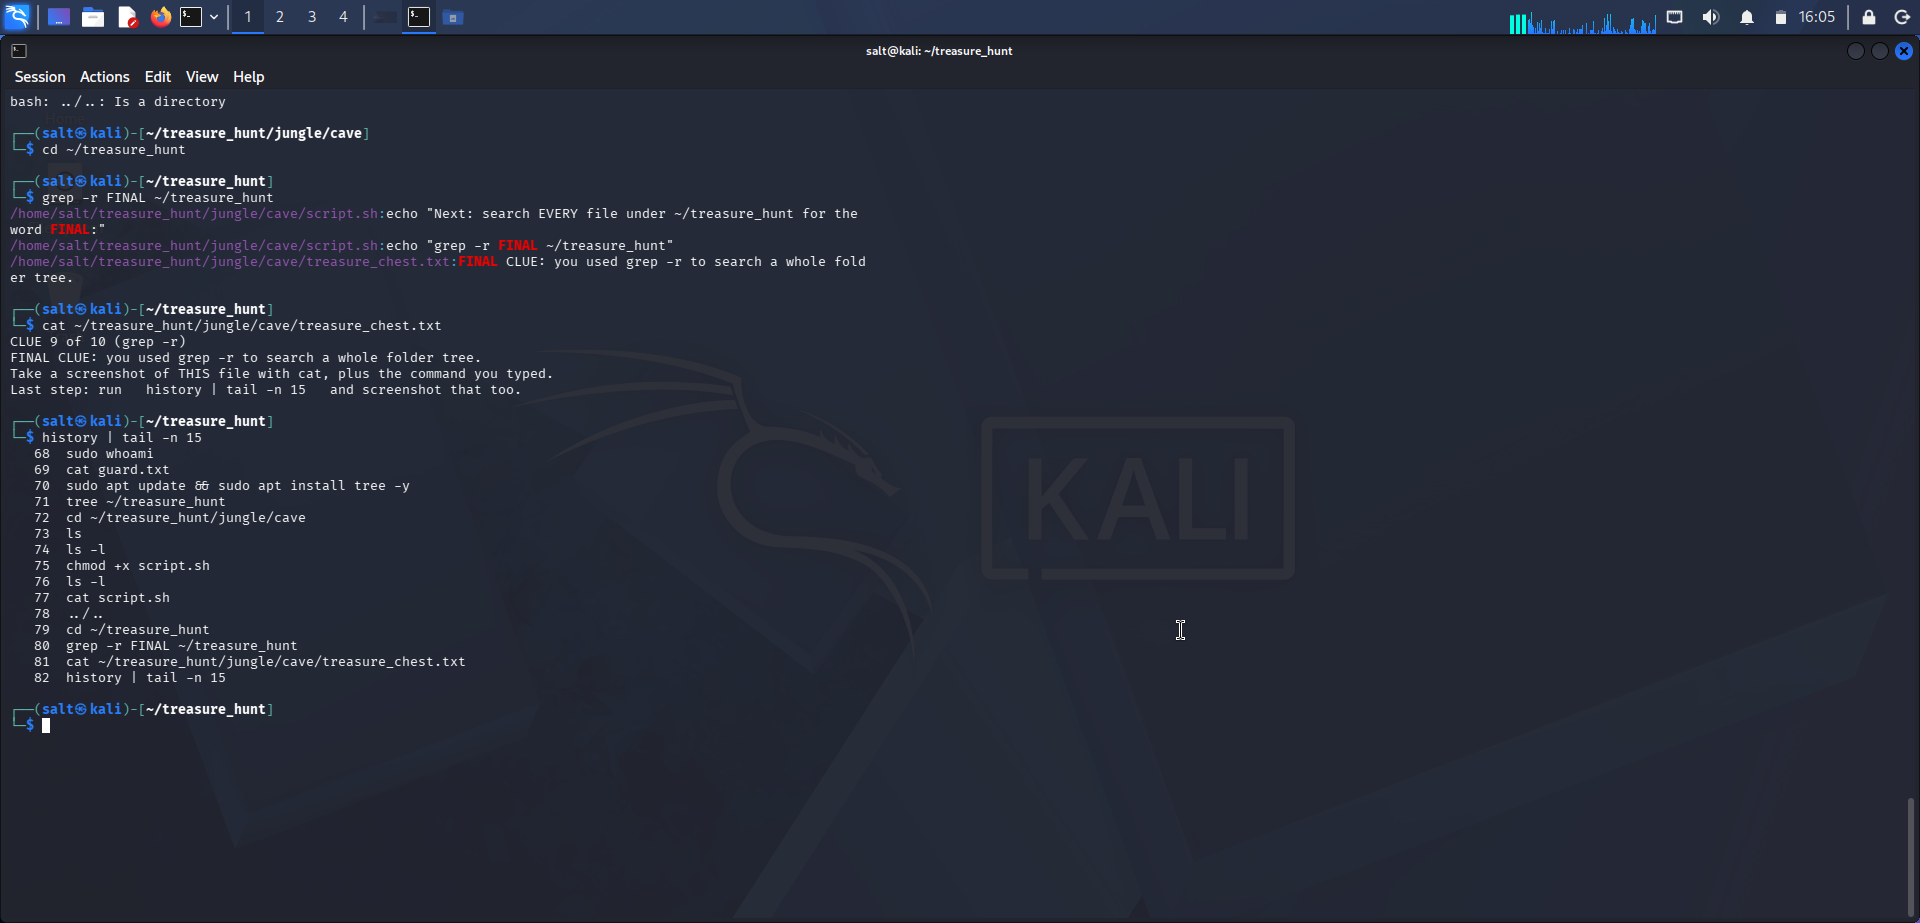 1 2 3 4 16:05
salt@kali: ~/treasure_hunt
Session Actions Edit View Help
bash: ../..: Is a directory
┌──(salt㉿kali)-[~/treasure_hunt/jungle/cave]
└─$ cd ~/treasure_hunt
┌──(salt㉿kali)-[~/treasure_hunt]
└─$ grep -r FINAL ~/treasure_hunt
/home/salt/treasure_hunt/jungle/cave/script.sh:echo "Next: search EVERY file under ~/treasure_hunt for the
word FINAL:"
/home/salt/treasure_hunt/jungle/cave/script.sh:echo "grep -r FINAL ~/treasure_hunt"
/home/salt/treasure_hunt/jungle/cave/treasure_chest.txt:FINAL CLUE: you used grep -r to search a whole fold
er tree.
┌──(salt㉿kali)-[~/treasure_hunt]
└─$ cat ~/treasure_hunt/jungle/cave/treasure_chest.txt
CLUE 9 of 10 (grep -r)
FINAL CLUE: you used grep -r to search a whole folder tree.
Take a screenshot of THIS file with cat, plus the command you typed.
Last step: run   history | tail -n 15   and screenshot that too.
┌──(salt㉿kali)-[~/treasure_hunt]
└─$ history | tail -n 15
68  sudo whoami
69  cat guard.txt
70  sudo apt update && sudo apt install tree -y
71  tree ~/treasure_hunt
72  cd ~/treasure_hunt/jungle/cave
73  ls
74  ls -l
75  chmod +x script.sh
76  ls -l
77  cat script.sh
78  ../..
79  cd ~/treasure_hunt
80  grep -r FINAL ~/treasure_hunt
81  cat ~/treasure_hunt/jungle/cave/treasure_chest.txt
82  history | tail -n 15
┌──(salt㉿kali)-[~/treasure_hunt]
└─$
KALI